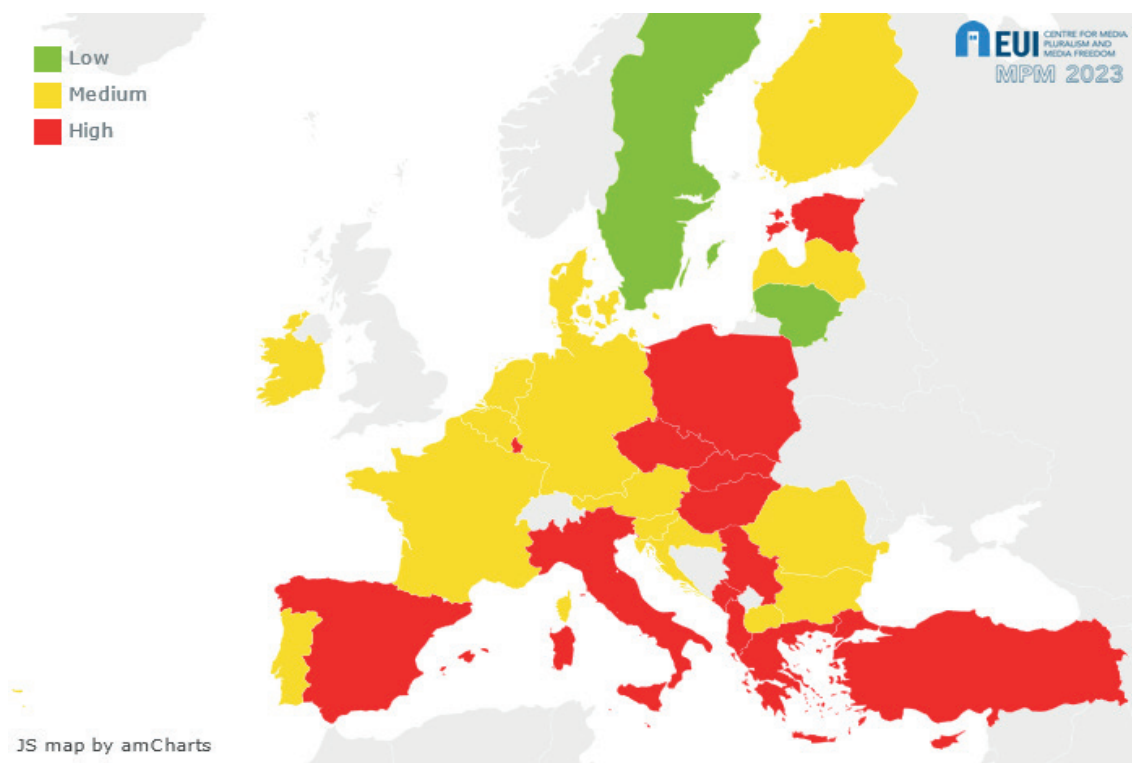 Low
Medium
High
EUI
CENTRE FOR MEDIA
PLURALISM AND
MEDIA FREEDOM
MPM 2023
JS map by amCharts